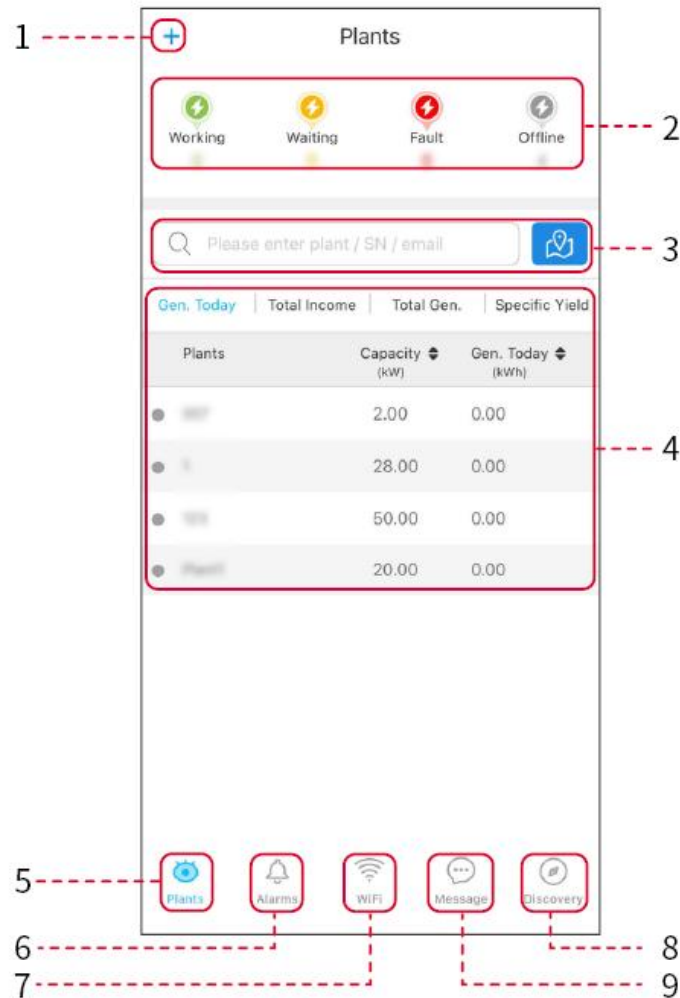 1
Plants
Working Waiting Fault Offline
2
Please enter plant / SN / email
3
Gen. Today Total Income Total Gen. Specific Yield
Plants Capacity Gen. Today
(kW) (kWh)
2.00 0.00
28.00 0.00
4
50.00 0.00
20.00 0.00
5
Plants Alarms WiFi Message Discovery
6 8
7 9